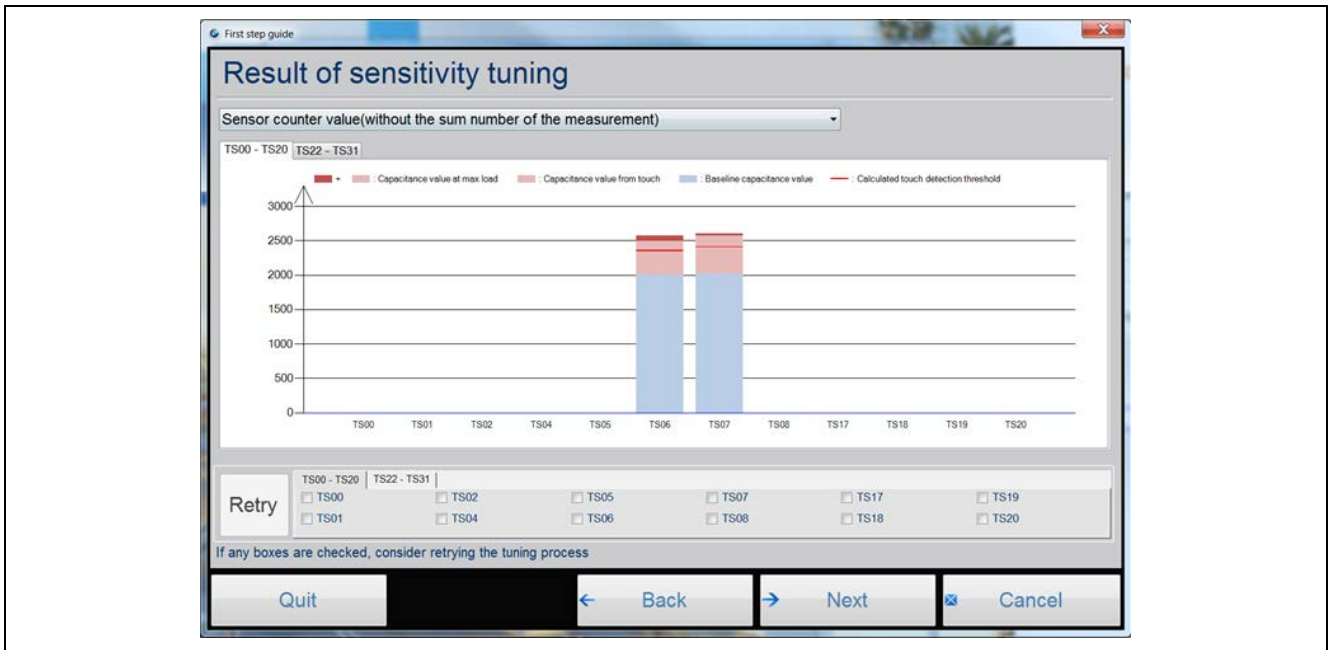 First step guide
Result of sensitivity tuning
Sensor counter value(without the sum number of the measurement)
TS00 - TS20 TS22 - TS31
+ : Capacitance value at max load : Capacitance value from touch : Baseline capacitance value : Calculated touch detection threshold
3000
2500
2000
1500
1000
500
0
TS00 TS01 TS02 TS04 TS05 TS06 TS07 TS08 TS17 TS18 TS19 TS20
TS00 - TS20 TS22 - TS31
Retry
TS00 TS02 TS05 TS07 TS17 TS19
TS01 TS04 TS06 TS08 TS18 TS20
If any boxes are checked, consider retrying the tuning process
Quit Back Next Cancel